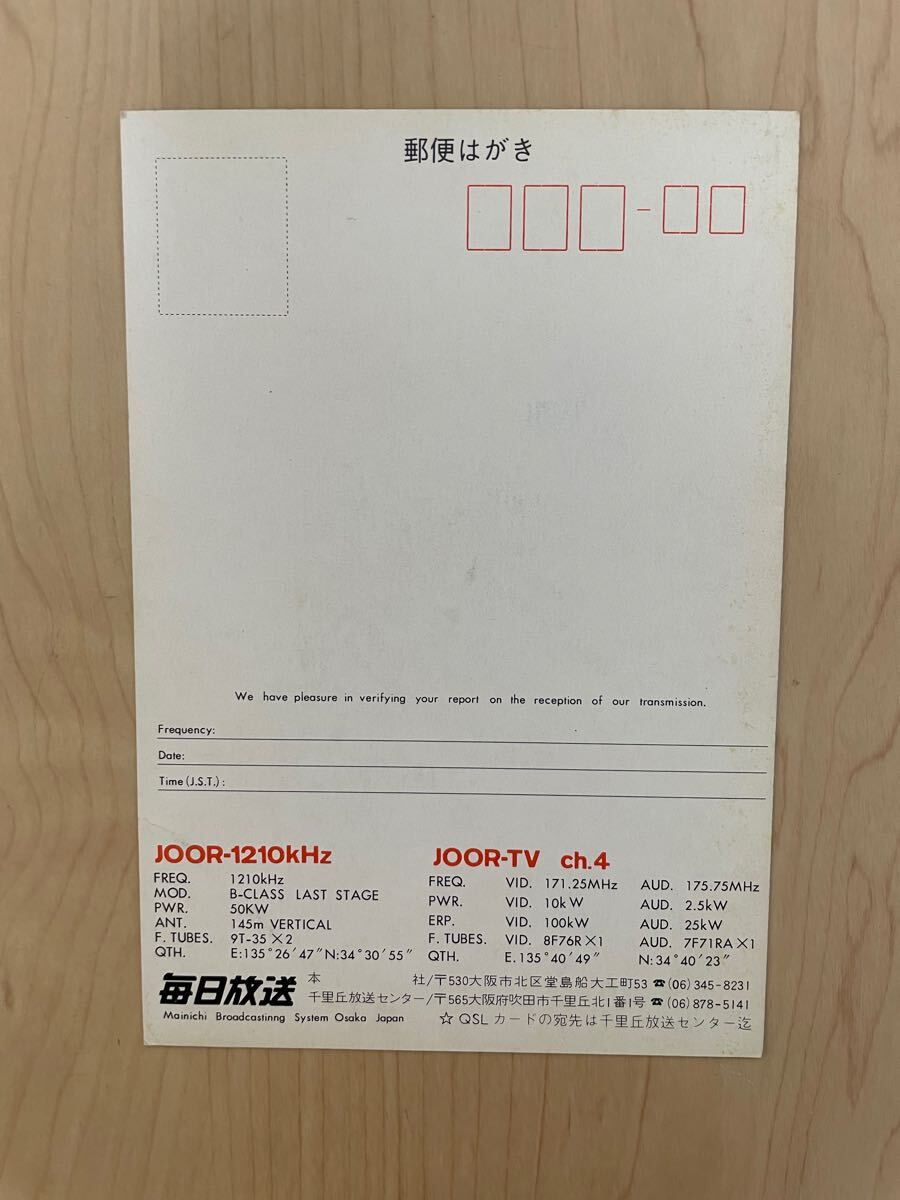 郵便はがき
We have pleasure in verifying your report on the reception of our transmission.
Frequency:
Date:
Time (J.S.T.) :
JOOR-1210kHz
FREQ. 1210kHz
MOD. B-CLASS LAST STAGE
PWR. 50KW
ANT. 145m VERTICAL
F. TUBES. 9T-35×2
QTH. E:135°26′47″N:34°30′55″
JOOR-TV ch.4
FREQ. VID. 171.25MHz AUD. 175.75MHz
PWR. VID. 10kW AUD. 2.5kW
ERP. VID. 100kW AUD. 25kW
F. TUBES. VID. 8F76R×1 AUD. 7F71RA×1
QTH. E.135°40′49″ N:34°40′23″
毎日放送
Mainichi Broadcastinng System Osaka Japan
本 社/〒530大阪市北区堂島船大工町53 ☎(06)345-8231
千里丘放送センター/〒565大阪府吹田市千里丘北1番1号 ☎(06)878-5141
☆QSLカードの宛先は千里丘放送センター迄